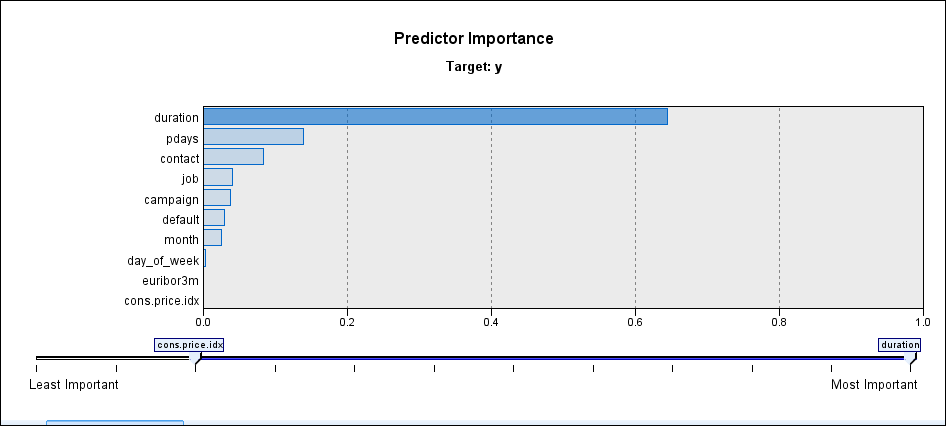 Predictor Importance
Target: y
duration
pdays
contact
job
campaign
default
month
day_of_week
euribor3m
cons.price.idx
0.0 0.2 0.4 0.6 0.8 1.0
cons.price.idx duration
Least Important Most Important